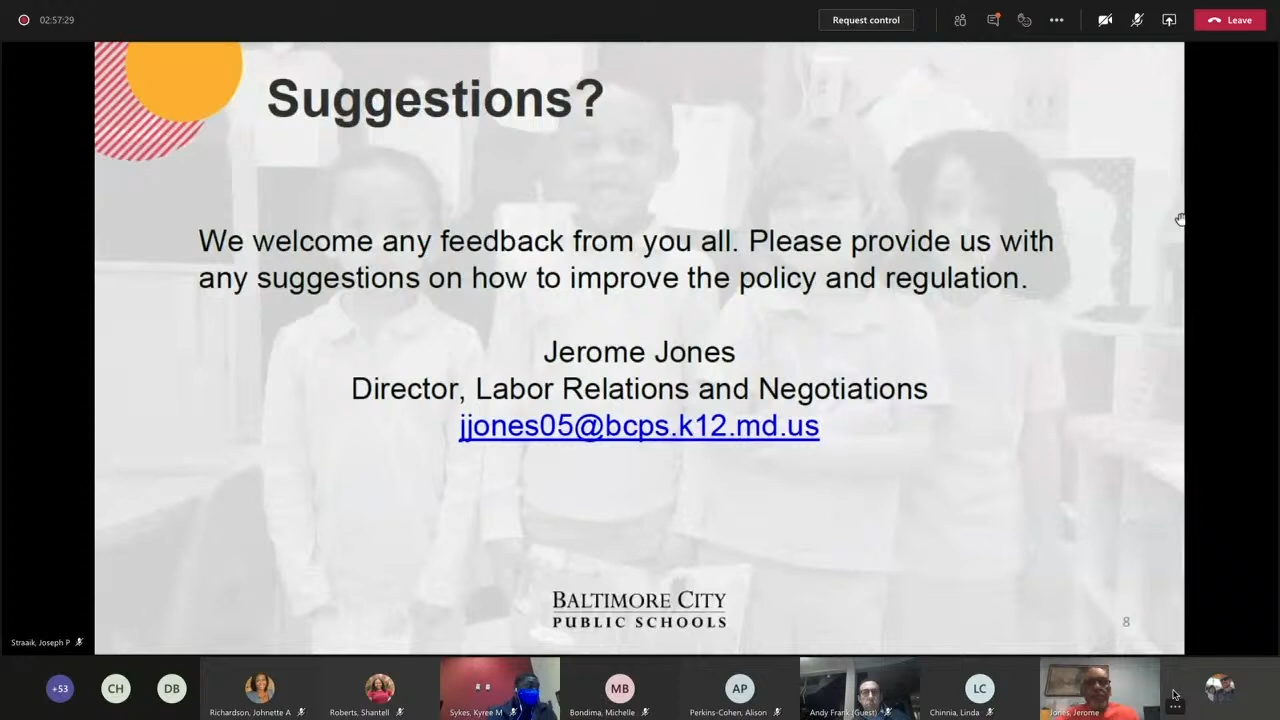 02:57:29
Request control
Leave
Suggestions?
We welcome any feedback from you all. Please provide us with
any suggestions on how to improve the policy and regulation.
Jerome Jones
Director, Labor Relations and Negotiations
jjones05@bcps.k12.md.us
BALTIMORE CITY
PUBLIC SCHOOLS
8
Straaik, Joseph P
+53
CH
DB
Richardson, Johnette A
Roberts, Shantell
Sykes, Kyree M
MB
Bondima, Michelle
AP
Perkins-Cohen, Alison
Andy Frank (Guest)
LC
Chinnia, Linda
Jones, Jerome